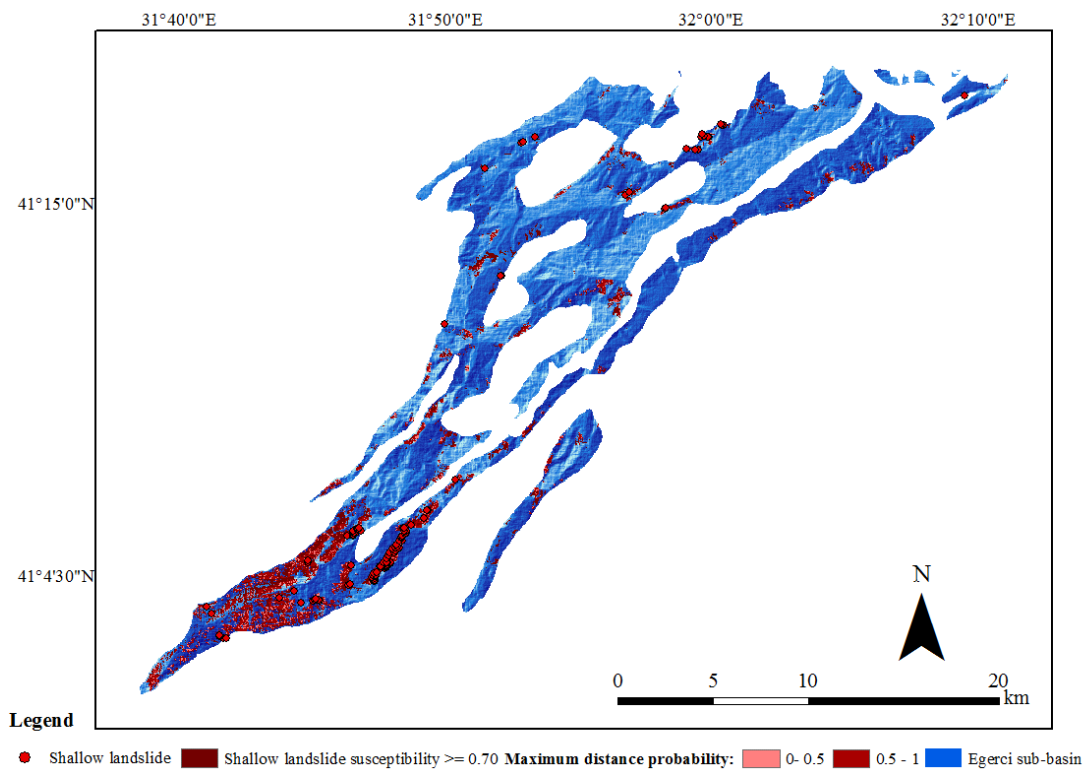 31°40'0"E 31°50'0"E 32°0'0"E 32°10'0"E
41°15'0"N
41°4'30"N
N
0 5 10 20
km
Legend
Shallow landslide Shallow landslide susceptibility >= 0.70 Maximum distance probability: 0- 0.5 0.5 - 1 Egerci sub-basin